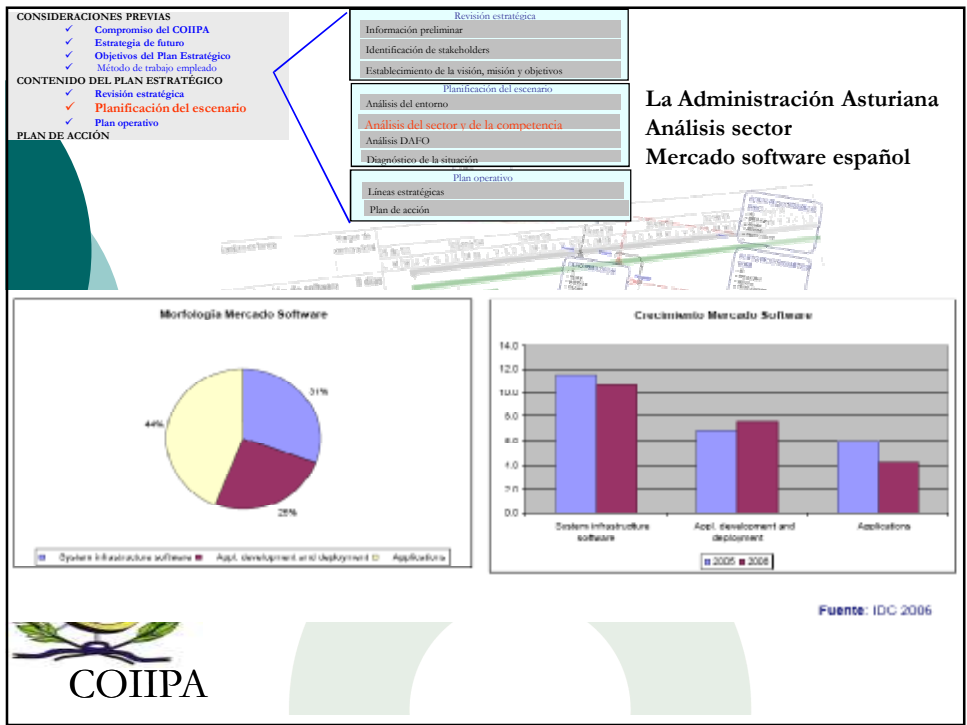 CONSIDERACIONES PREVIAS
✓ Compromiso del COIIPA
✓ Estrategia de futuro
✓ Objetivos del Plan Estratégico
✓ Método de trabajo empleado
CONTENIDO DEL PLAN ESTRATÉGICO
✓ Revisión estratégica
✓ Planificación del escenario
✓ Plan operativo
PLAN DE ACCIÓN
Revisión estratégica
Información preliminar
Identificación de stakeholders
Establecimiento de la visión, misión y objetivos
Planificación del escenario
Análisis del entorno
Análisis del sector y de la competencia
Análisis DAFO
Diagnóstico de la situación
Plan operativo
Líneas estratégicas
Plan de acción
La Administración Asturiana
Análisis sector
Mercado software español
Morfología Mercado Software
31%
44%
25%
System infrastructure software Appl. development and deployment Applications
Crecimiento Mercado Software
14.0
12.0
10.0
8.0
6.0
4.0
2.0
0.0
System infrastructure
software
Appl. development and
deployment
Applications
2005 2006
Fuente: IDC 2006
COIIPA